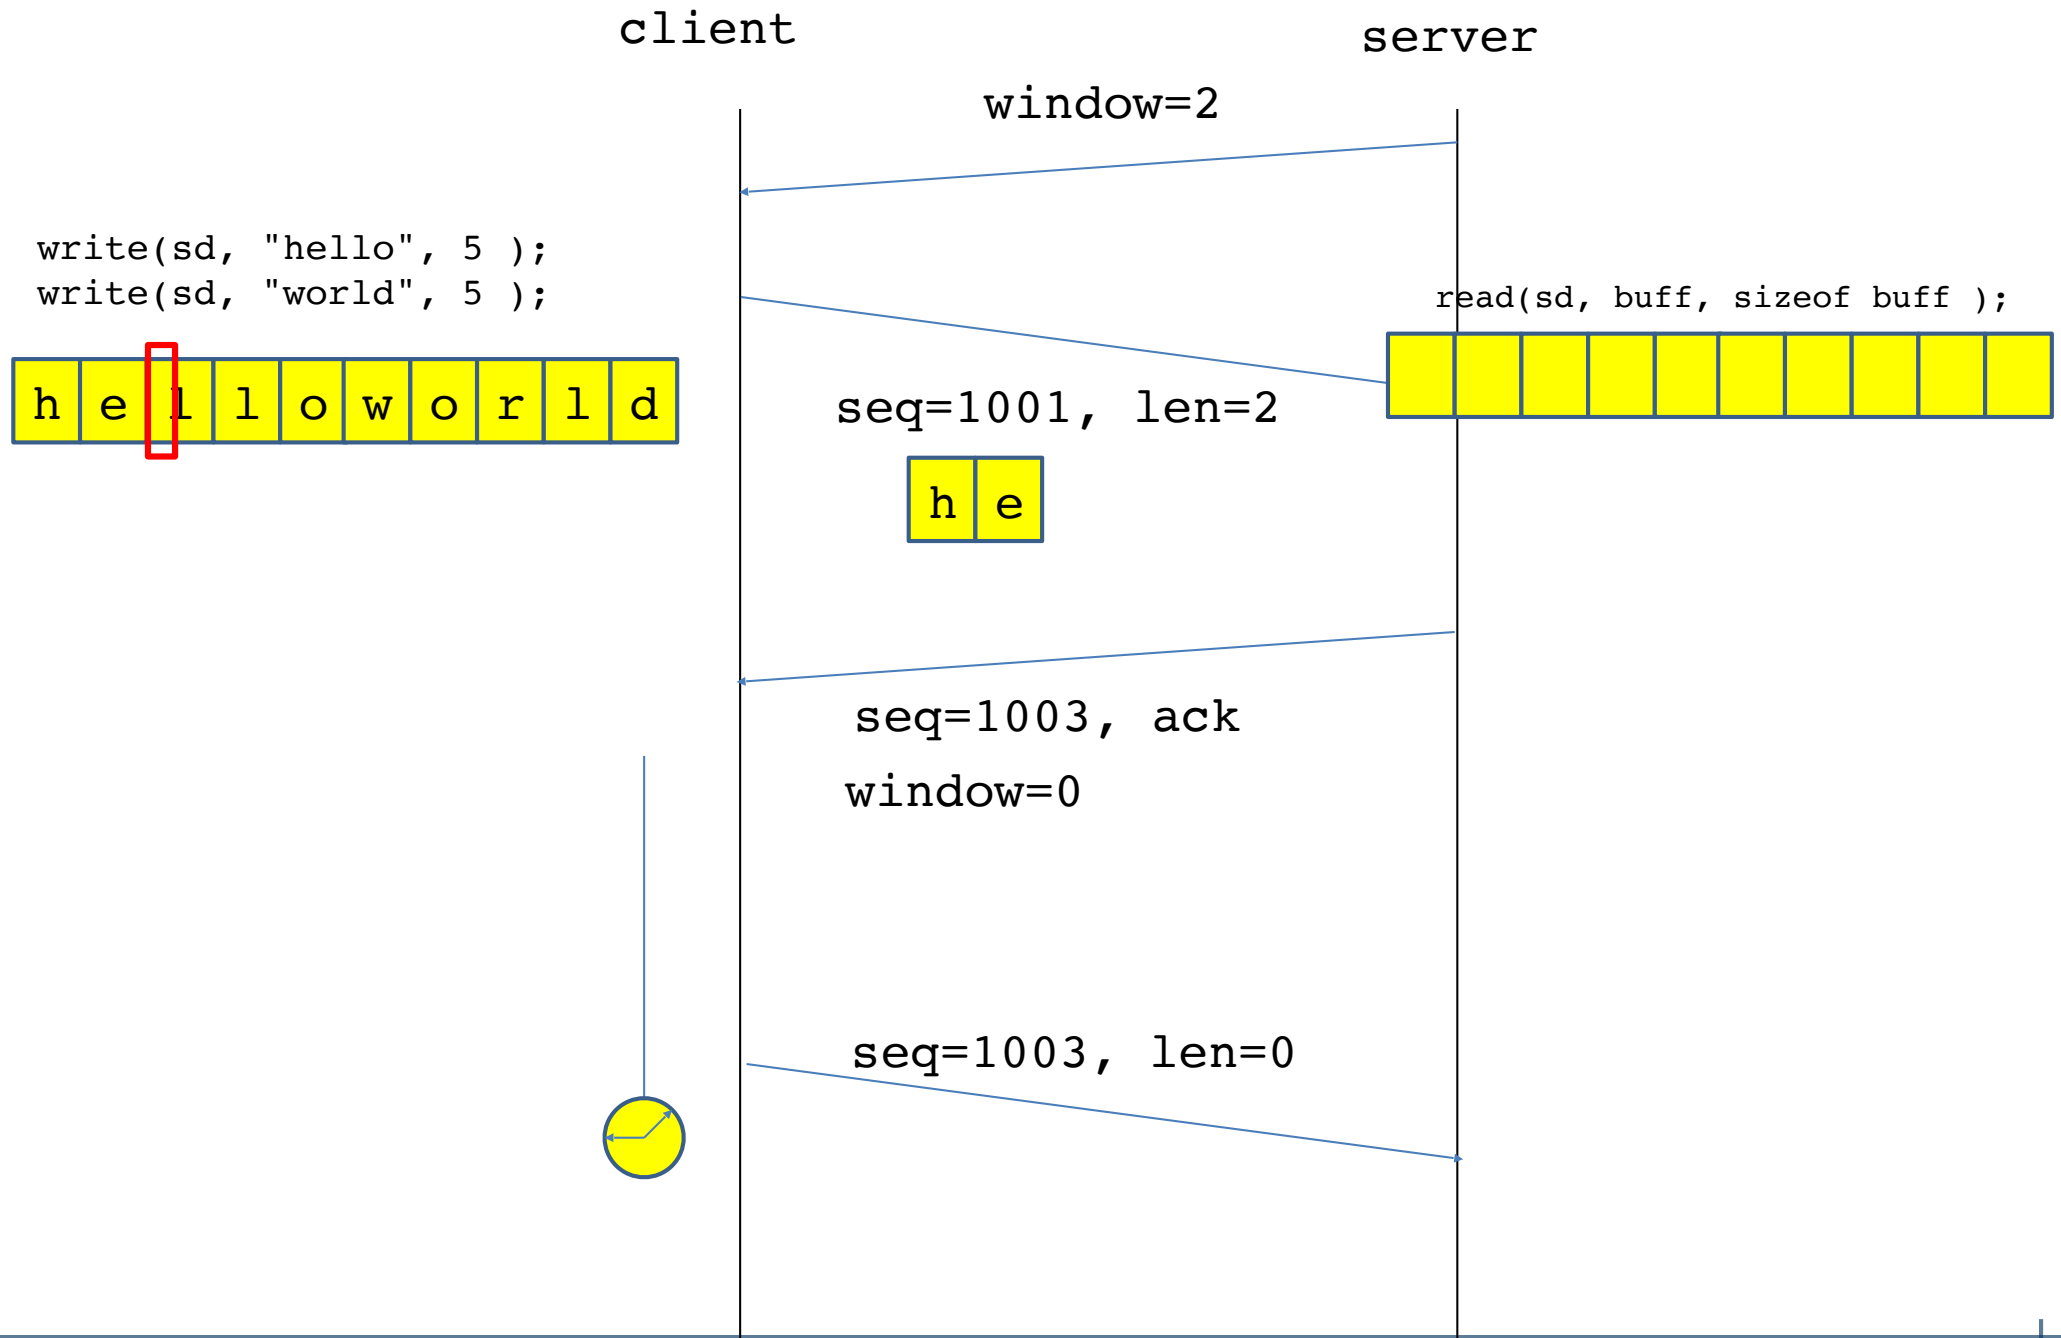 client
server
window=2
write(sd, "hello", 5 );
write(sd, "world", 5 );
read(sd, buff, sizeof buff );
h e l l o w o r l d
seq=1001, len=2
h e
seq=1003, ack
window=0
seq=1003, len=0